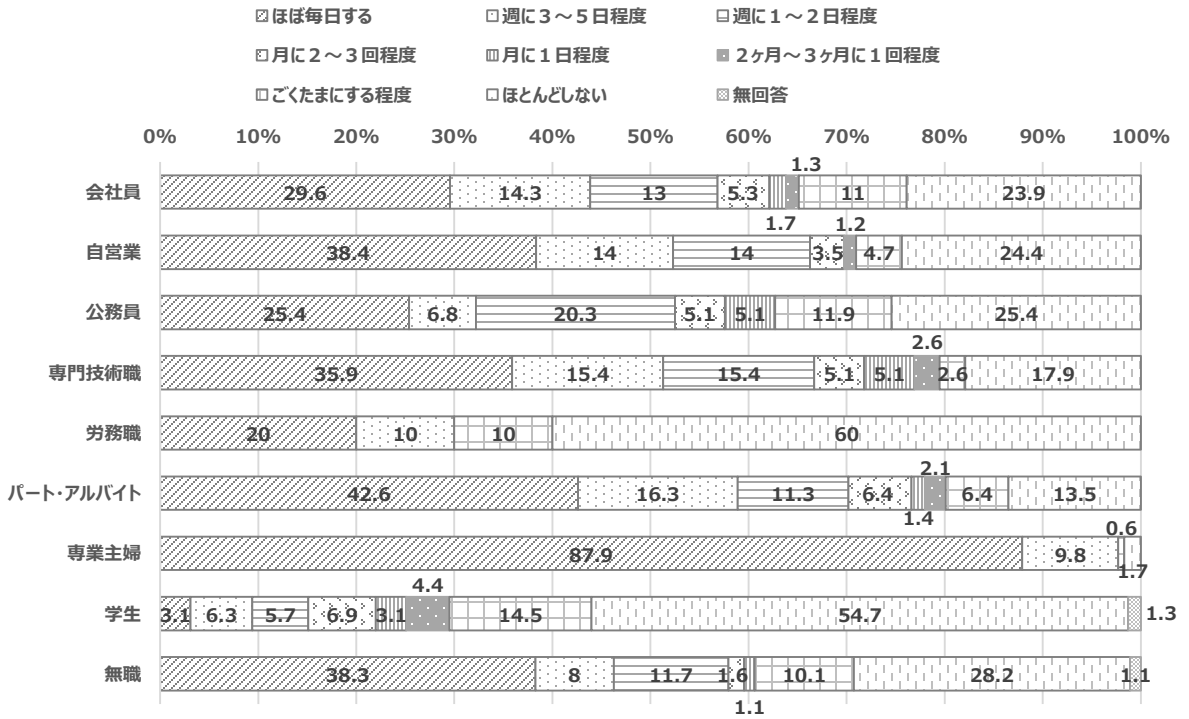 ほぼ毎日する 週に３～５日程度 週に１～２日程度
月に２～３回程度 月に１日程度 ２ヶ月～３ヶ月に１回程度
ごくたまにする程度 ほとんどしない 無回答
0% 10% 20% 30% 40% 50% 60% 70% 80% 90% 100%
1.3
会社員 29.6 14.3 13 5.3 11 23.9
1.7 1.2
自営業 38.4 14 14 3.5 4.7 24.4
公務員 25.4 6.8 20.3 5.1 5.1 11.9 25.4
2.6
専門技術職 35.9 15.4 15.4 5.1 5.1 2.6 17.9
労務職 20 10 10 60
2.1
パート・アルバイト 42.6 16.3 11.3 6.4 6.4 13.5
1.4
0.6
専業主婦 87.9 9.8
1.7
4.4
学生 3.1 6.3 5.7 6.9 3.1 14.5 54.7 1.3
無職 38.3 8 11.7 1.6 10.1 28.2 1.1
1.1